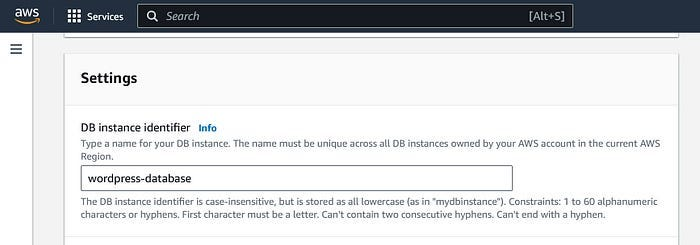 aws Services Search [Alt+S]
Settings
DB instance identifier Info
Type a name for your DB instance. The name must be unique across all DB instances owned by your AWS account in the current AWS
Region.
wordpress-database
The DB instance identifier is case-insensitive, but is stored as all lowercase (as in "mydbinstance"). Constraints: 1 to 60 alphanumeric
characters or hyphens. First character must be a letter. Can't contain two consecutive hyphens. Can't end with a hyphen.